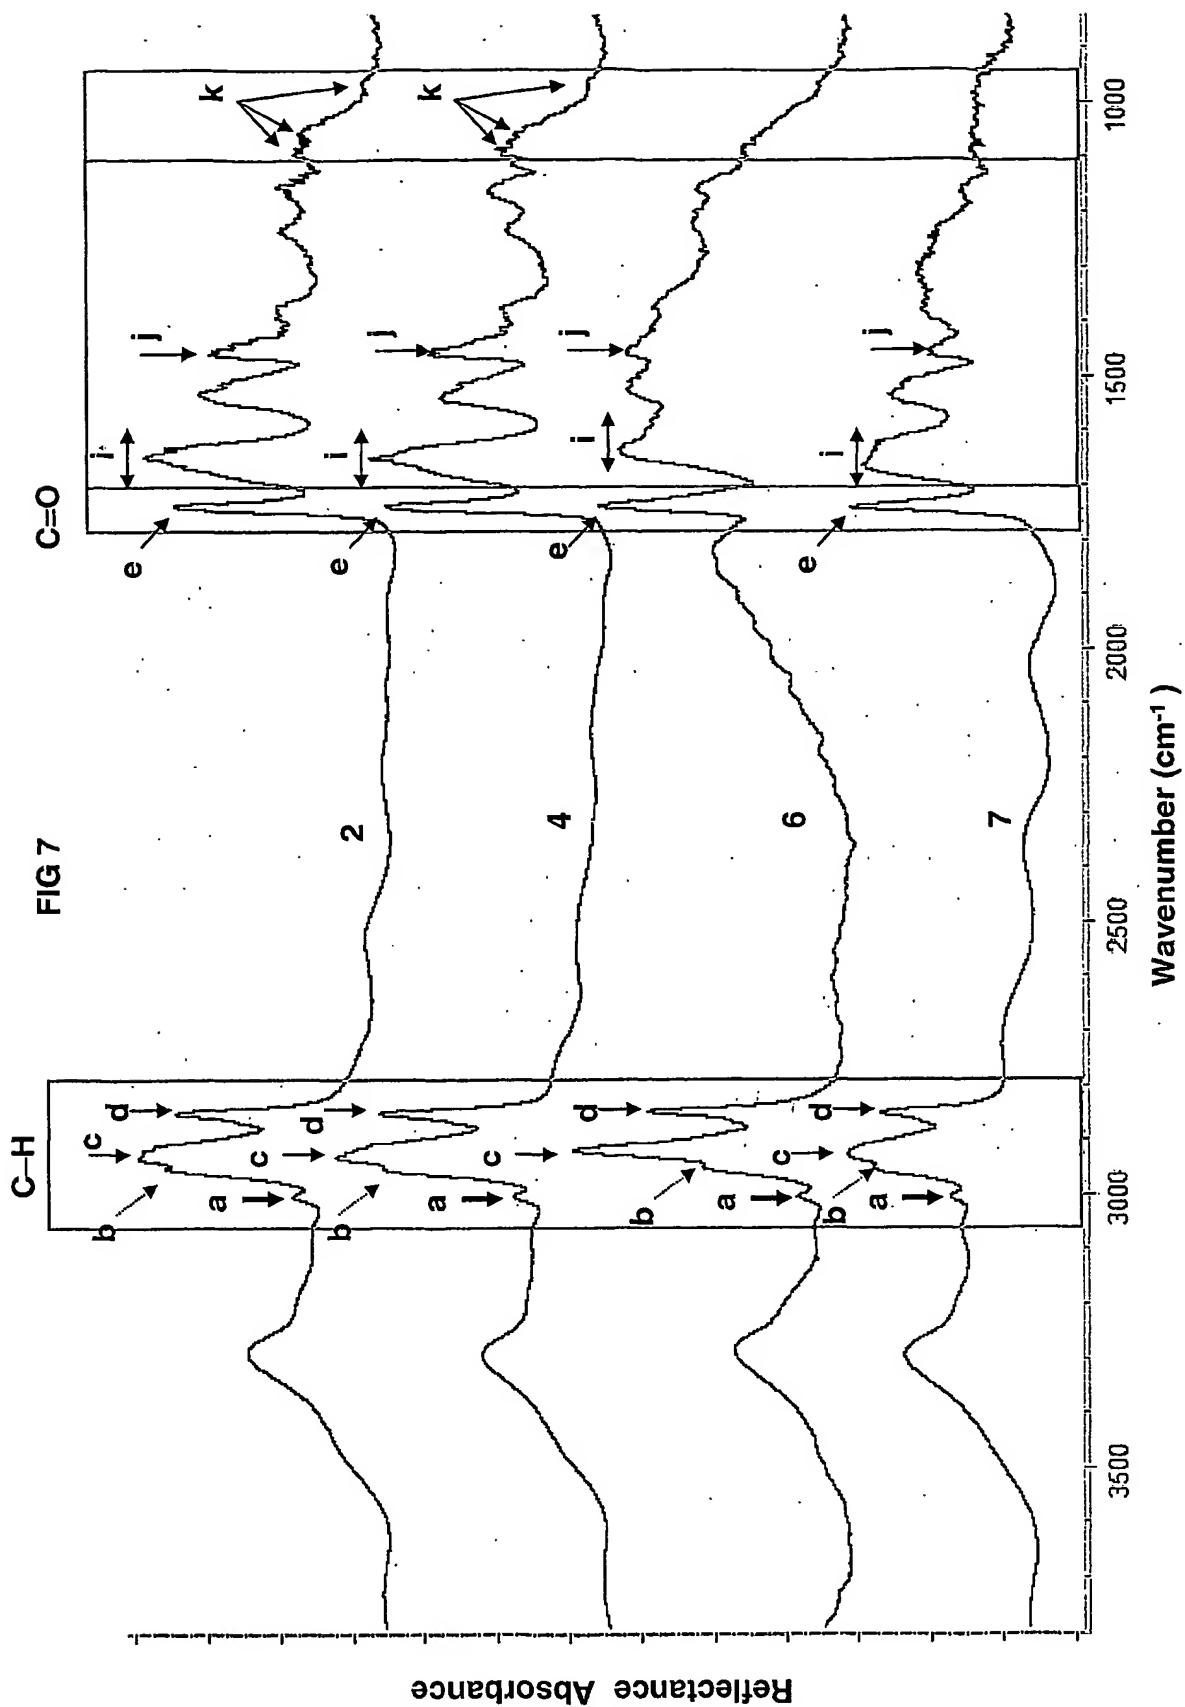 FIG 7
C–H
C=O
b
a
c
d
2
e
i
j
k
b
a
c
d
4
e
i
j
k
b
a
c
d
6
e
i
j
b
a
c
d
7
e
i
j
3500 3000 2500 2000 1500 1000
Wavenumber (cm⁻¹ )
Reflectance Absorbance